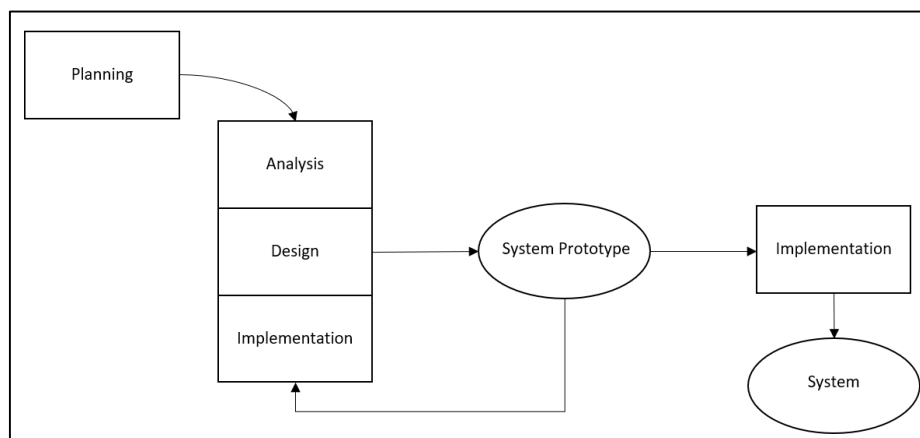 Planning
Analysis
Design
Implementation
System Prototype
Implementation
System